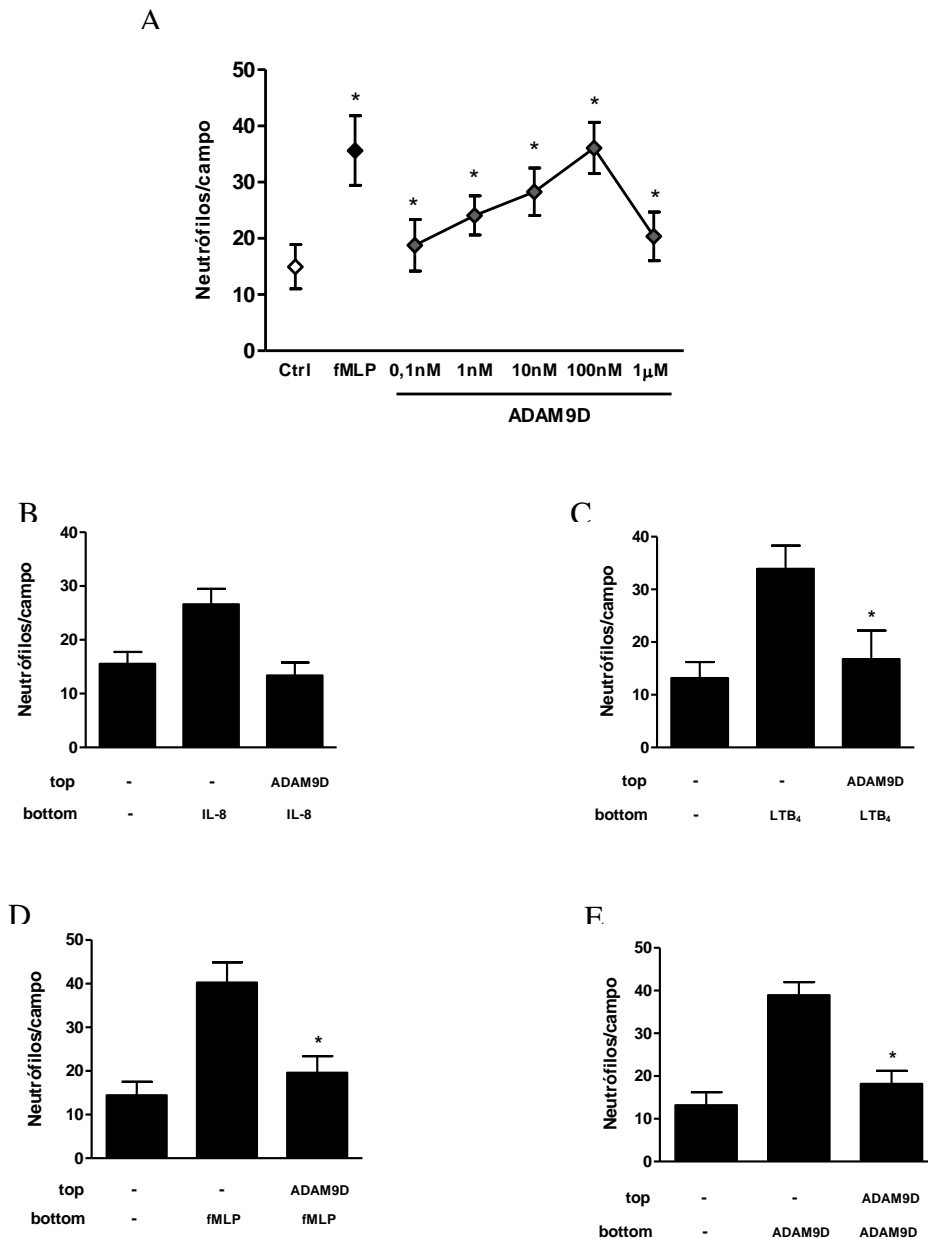 A
Neutrófilos/campo
50
40
30
20
10
0
* * * * * * 
Ctrl fMLP 0,1nM 1nM 10nM 100nM 1μM
ADAM9D
B
Neutrófilos/campo
40
30
20
10
0
top - - ADAM9D
bottom - IL-8 IL-8
C
Neutrófilos/campo
40
30
20
10
0
*
top - - ADAM9D
bottom - LTB₄ LTB₄
D
Neutrófilos/campo
50
40
30
20
10
0
*
top - - ADAM9D
bottom - fMLP fMLP
E
Neutrófilos/campo
50
40
30
20
10
0
*
top - - ADAM9D
bottom - ADAM9D ADAM9D